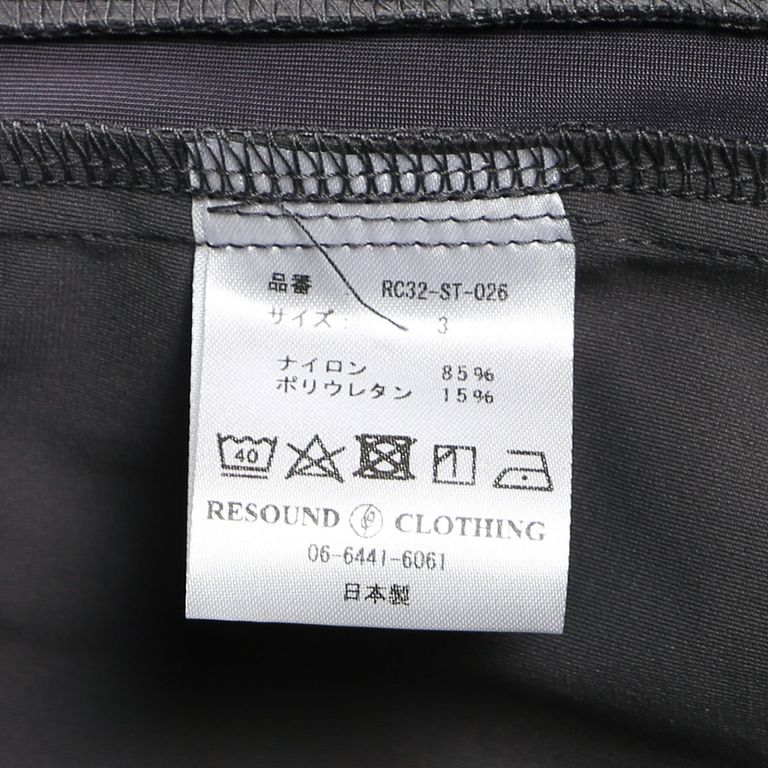 品番 : RC32-ST-026
サイズ : 3
ナイロン 85%
ポリウレタン 15%
40
RESOUND CLOTHING
06-6441-6061
日本製